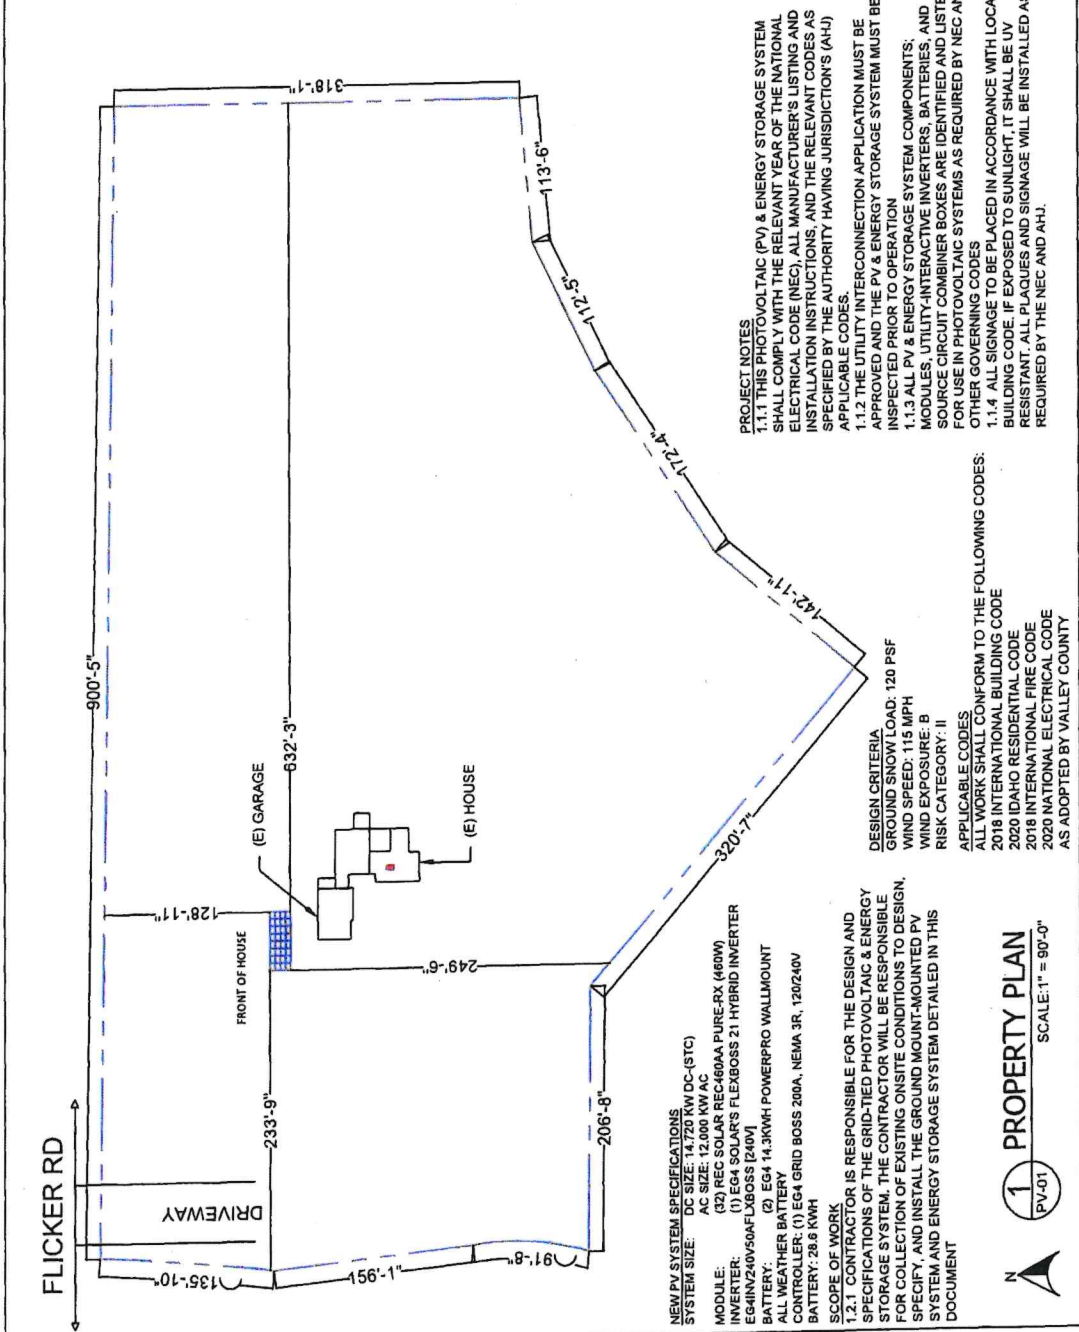 FLICKER RD
DRIVEWAY
900'-5"
318'-1"
113'-6"
112'-5"
172'-4"
142'-11"
320'-7"
206'-8"
91'-8"
156'-1"
135'-10"
233'-9"
128'-11"
632'-3"
249'-6"
FRONT OF HOUSE
(E) GARAGE
(E) HOUSE
NEW PV SYSTEM SPECIFICATIONS
SYSTEM SIZE: DC SIZE: 14.720 KW DC-(STC)
AC SIZE: 12.000 KW AC
MODULE: (32) REC SOLAR REC460AA PURE-RX (460W)
INVERTER: (1) EG4 SOLAR'S FLEXBOSS 21 HYBRID INVERTER
EG4INV240V50AFLXBOSS [240V]
BATTERY: (2) EG4 14.3KWH POWERPRO WALLMOUNT
ALL WEATHER BATTERY
CONTROLLER: (1) EG4 GRID BOSS 200A, NEMA 3R, 120/240V
BATTERY: 28.6 KWH
SCOPE OF WORK
1.2.1 CONTRACTOR IS RESPONSIBLE FOR THE DESIGN AND
SPECIFICATIONS OF THE GRID-TIED PHOTOVOLTAIC & ENERGY
STORAGE SYSTEM. THE CONTRACTOR WILL BE RESPONSIBLE
FOR COLLECTION OF EXISTING ONSITE CONDITIONS TO DESIGN,
SPECIFY, AND INSTALL THE GROUND MOUNT-MOUNTED PV
SYSTEM AND ENERGY STORAGE SYSTEM DETAILED IN THIS
DOCUMENT
DESIGN CRITERIA
GROUND SNOW LOAD: 120 PSF
WIND SPEED: 115 MPH
WIND EXPOSURE: B
RISK CATEGORY: II
APPLICABLE CODES
ALL WORK SHALL CONFORM TO THE FOLLOWING CODES:
2018 INTERNATIONAL BUILDING CODE
2020 IDAHO RESIDENTIAL CODE
2018 INTERNATIONAL FIRE CODE
2020 NATIONAL ELECTRICAL CODE
AS ADOPTED BY VALLEY COUNTY
PROJECT NOTES
1.1.1 THIS PHOTOVOLTAIC (PV) & ENERGY STORAGE SYSTEM
SHALL COMPLY WITH THE RELEVANT YEAR OF THE NATIONAL
ELECTRICAL CODE (NEC), ALL MANUFACTURER'S LISTING AND
INSTALLATION INSTRUCTIONS, AND THE RELEVANT CODES AS
SPECIFIED BY THE AUTHORITY HAVING JURISDICTION'S (AHJ)
APPLICABLE CODES.
1.1.2 THE UTILITY INTERCONNECTION APPLICATION MUST BE
APPROVED AND THE PV & ENERGY STORAGE SYSTEM MUST BE
INSPECTED PRIOR TO OPERATION
1.1.3 ALL PV & ENERGY STORAGE SYSTEM COMPONENTS;
MODULES, UTILITY-INTERACTIVE INVERTERS, BATTERIES, AND
SOURCE CIRCUIT COMBINER BOXES ARE IDENTIFIED AND LISTE
FOR USE IN PHOTOVOLTAIC SYSTEMS AS REQUIRED BY NEC AN
OTHER GOVERNING CODES
1.1.4 ALL SIGNAGE TO BE PLACED IN ACCORDANCE WITH LOCA
BUILDING CODE. IF EXPOSED TO SUNLIGHT, IT SHALL BE UV
RESISTANT. ALL PLAQUES AND SIGNAGE WILL BE INSTALLED AS
REQUIRED BY THE NEC AND AHJ.
N
1
PV-01
PROPERTY PLAN
SCALE:1" = 90'-0"